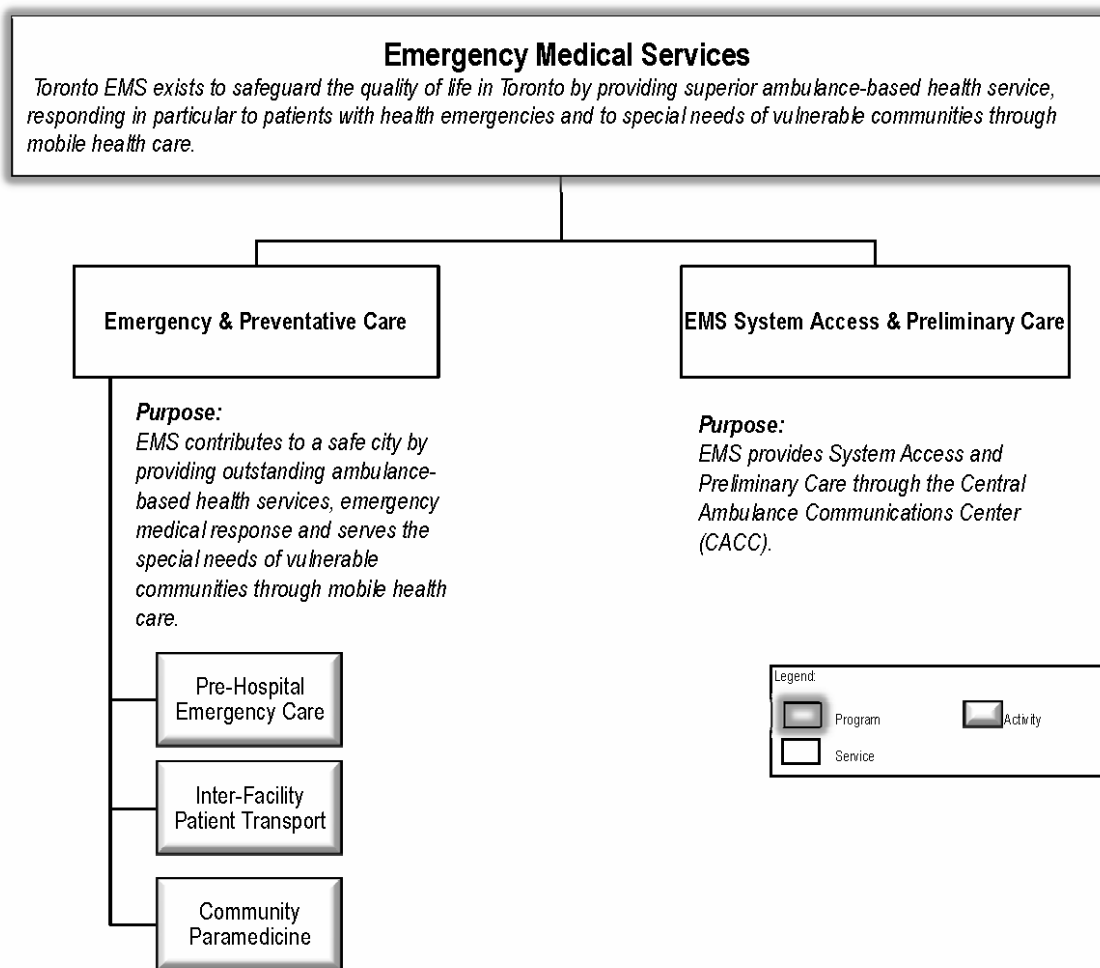 Emergency Medical Services
Toronto EMS exists to safeguard the quality of life in Toronto by providing superior ambulance-based health service,
responding in particular to patients with health emergencies and to special needs of vulnerable communities through
mobile health care.
Emergency & Preventative Care
EMS System Access & Preliminary Care
Purpose:
EMS contributes to a safe city by
providing outstanding ambulance-
based health services, emergency
medical response and serves the
special needs of vulnerable
communities through mobile health
care.
Purpose:
EMS provides System Access and
Preliminary Care through the Central
Ambulance Communications Center
(CACC).
Pre-Hospital
Emergency Care
Inter-Facility
Patient Transport
Community
Paramedicine
Legend:
Program
Activity
Service